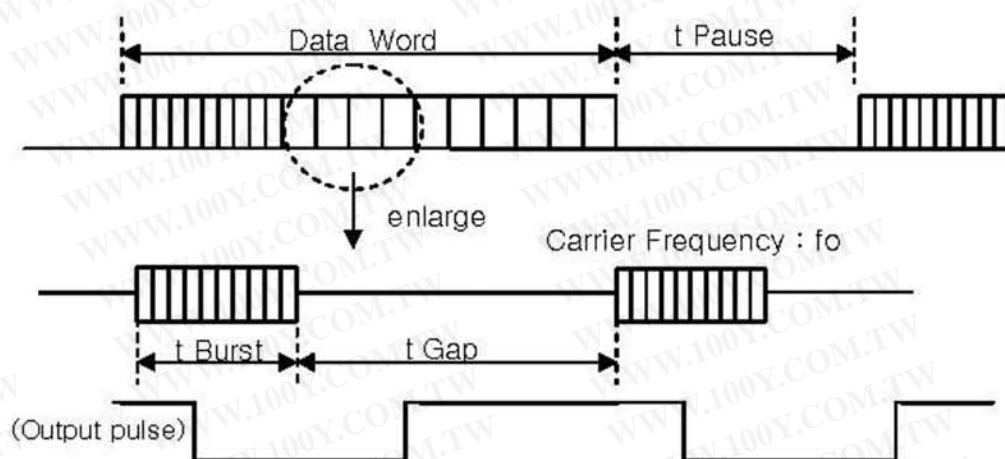 Data Word
t Pause
enlarge
Carrier Frequency : fo
t Burst
t Gap
(Output pulse)
WWW.100Y.COM.TW